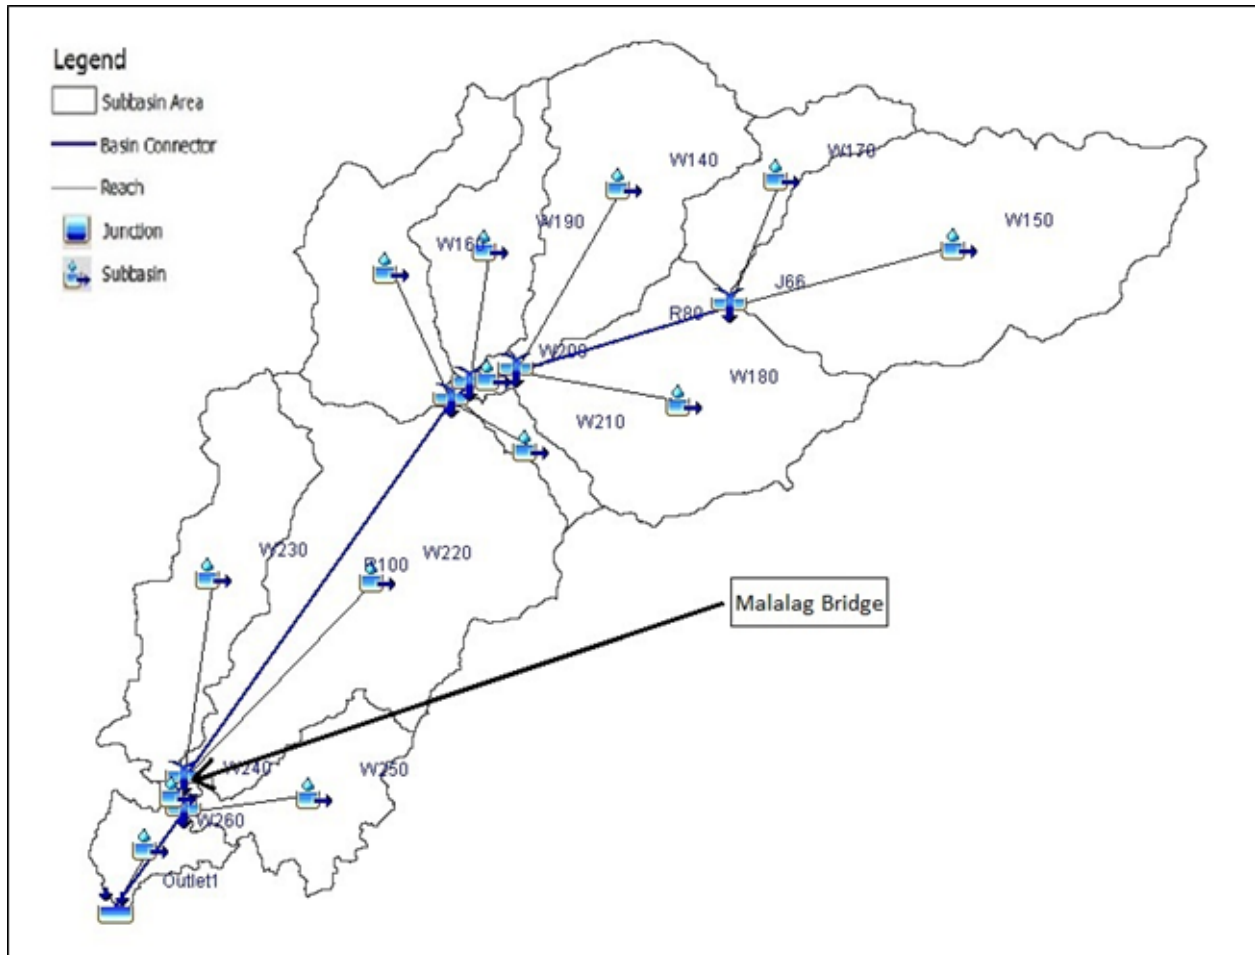 Legend
Subbasin Area
Basin Connector
Reach
Junction
Subbasin
W140
W170
W150
W190
W160
J66
R80
W200
W180
W210
W230
R100
W220
Malalag Bridge
W240
W250
W260
Outlet1